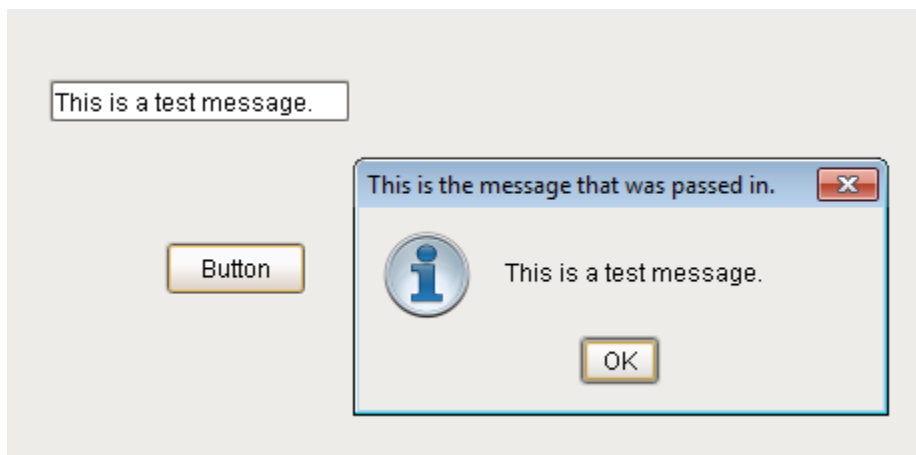 This is a test message.
This is the message that was passed in.
Button
This is a test message.
OK